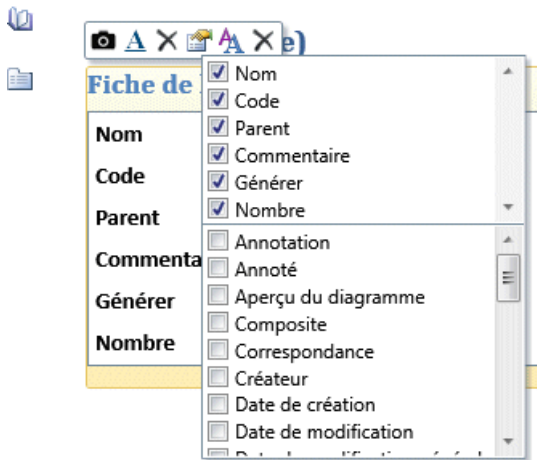 A A e)
Fiche de
Nom
Code
Parent
Commenta
Générer
Nombre
Nom
Code
Parent
Commentaire
Générer
Nombre
Annotation
Annoté
Aperçu du diagramme
Composite
Correspondance
Créateur
Date de création
Date de modification